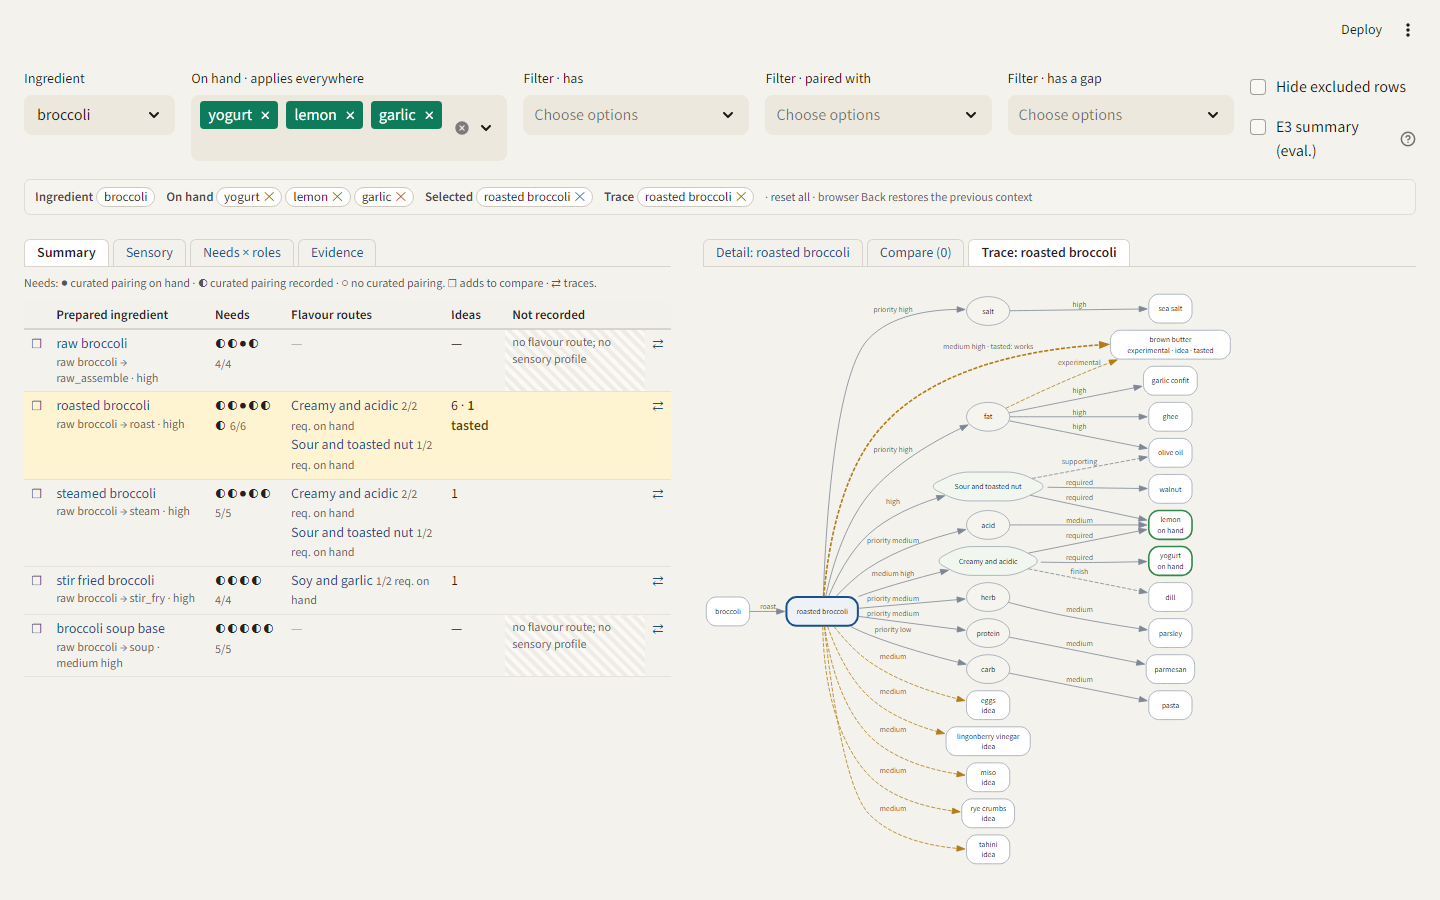 Deploy
Ingredient
On hand · applies everywhere
Filter · has
Filter · paired with
Filter · has a gap
broccoli
yogurt ×
lemon ×
garlic ×
Choose options
Choose options
Choose options
Hide excluded rows
E3 summary
(eval.)
Ingredient broccoli On hand yogurt × lemon × garlic × Selected roasted broccoli × Trace roasted broccoli × · reset all · browser Back restores the previous context
Summary
Sensory
Needs × roles
Evidence
Needs: ● curated pairing on hand · ◐ curated pairing recorded · ○ no curated pairing. ❐ adds to compare · ⇄ traces.
Prepared ingredient
Needs
Flavour routes
Ideas
Not recorded
❐ raw broccoli
raw broccoli →
raw_assemble · high
◐◐●◐
4/4
—
—
no flavour route; no
sensory profile
⇄
❐ roasted broccoli
raw broccoli → roast · high
◐◐●◐◐
◐ 6/6
Creamy and acidic 2/2
req. on hand
Sour and toasted nut 1/2
req. on hand
6 · 1
tasted
⇄
❐ steamed broccoli
raw broccoli → steam · high
◐◐●◐◐
5/5
Creamy and acidic 2/2
req. on hand
Sour and toasted nut 1/2
req. on hand
1
⇄
❐ stir fried broccoli
raw broccoli → stir_fry · high
◐◐◐◐
4/4
Soy and garlic 1/2 req. on
hand
1
⇄
❐ broccoli soup base
raw broccoli → soup ·
medium high
◐◐◐◐◐
5/5
—
—
no flavour route; no
sensory profile
⇄
Detail: roasted broccoli
Compare (0)
Trace: roasted broccoli
priority high
salt
high
sea salt
medium high · tasted: works
brown butter
experimental · idea · tasted
experimental
garlic confit
high
fat
high
ghee
high
priority high
olive oil
supporting
Sour and toasted nut
required
walnut
high
required
acid
medium
lemon
on hand
priority medium
required
Creamy and acidic
required
yogurt
on hand
medium high
finish
dill
herb
priority medium
medium
broccoli
roast
roasted broccoli
priority medium
parsley
priority low
protein
medium
parmesan
medium
carb
medium
pasta
medium
eggs
idea
medium
lingonberry vinegar
idea
medium
miso
idea
medium
rye crumbs
idea
tahini
idea